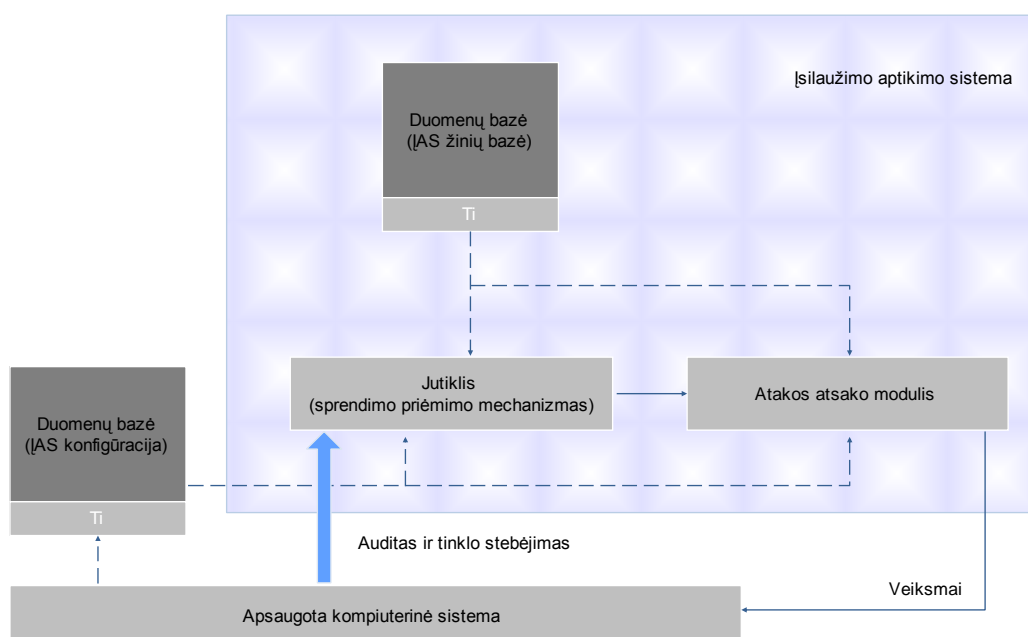 Įsilaužimo aptikimo sistema
Duomenų bazė
(ĮAS žinių bazė)
Ti
Jutiklis
(sprendimo priėmimo mechanizmas)
Atakos atsako modulis
Duomenų bazė
(ĮAS konfigūracija)
Ti
Auditas ir tinklo stebėjimas
Veiksmai
Apsaugota kompiuterinė sistema